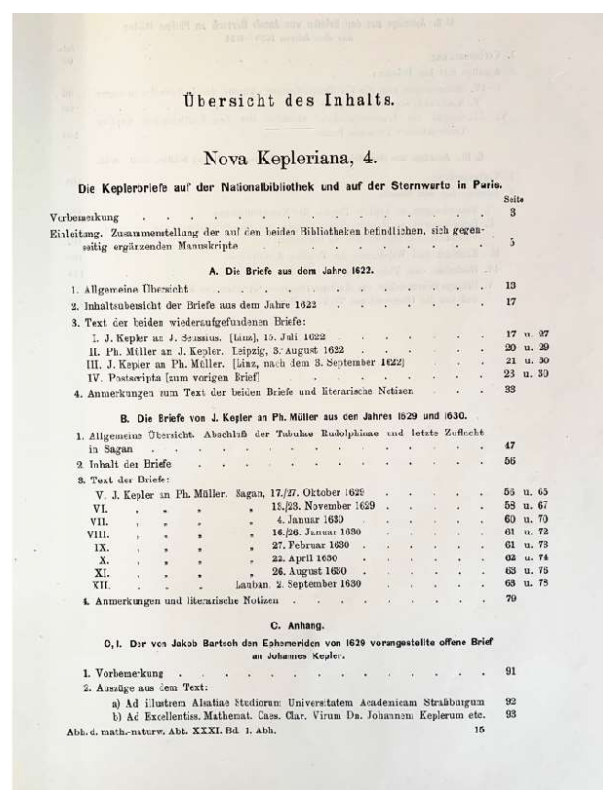 Übersicht des Inhalts.
Nova Kepleriana, 4.
Die Keplerbriefe auf der Nationalbibliothek und auf der Sternwarte in Paris.
Seite
Vorbemerkung . . . . . . . . . . . . . . . 3
Einleitung. Zusammenstellung der auf den beiden Bibliotheken befindlichen, sich gegen-
seitig ergänzenden Manuskripte . . . . . . . 5
A. Die Briefe aus dem Jahre 1622.
1. Allgemeine Übersicht . . . . . . . . . . . 13
2. Inhaltsübersicht der Briefe aus dem Jahre 1622 . . . . . . 17
3. Text der beiden wiederaufgefundenen Briefe:
I. J. Kepler an J. Seussius. [Linz], 15. Juli 1622 . . . . 17 u. 27
II. Ph. Müller an J. Kepler. Leipzig, 3. August 1622 . . . . 20 u. 29
III. J. Kepler an Ph. Müller. [Linz, nach dem 3. September 1622] . . . 21 u. 30
IV. Postscripta [zum vorigen Brief] . . . . . . 23 u. 30
4. Anmerkungen zum Text der beiden Briefe und literarische Notizen . . . 33
B. Die Briefe von J. Kepler an Ph. Müller aus den Jahren 1629 und 1630.
1. Allgemeine Übersicht. Abschluß der Tabulae Rudolphinae und letzte Zuflucht
in Sagan . . . . . . . . . . . . . . 47
2. Inhalt der Briefe . . . . . . . . . . . . 56
3. Text der Briefe:
V. J. Kepler an Ph. Müller. Sagan, 17./27. Oktober 1629 . . . . . 56 u. 65
VI. „ „ „ „ 13./23. November 1629 . . . . 58 u. 67
VII. „ „ „ „ 4. Januar 1630 . . . . . 60 u. 70
VIII. „ „ „ „ 16./26. Januar 1630 . . . . . 61 u. 72
IX. „ „ „ „ 27. Februar 1630 . . . . . 61 u. 73
X. „ „ „ „ 22. April 1630 . . . . . 62 u. 74
XI. „ „ „ „ 26. August 1630 . . . . . 63 u. 76
XII. „ „ „ Lauban. 2. September 1630 . . . . . 63 u. 78
4. Anmerkungen und literarische Notizen . . . . . . . . . 79
C. Anhang.
O, I. Der von Jakob Bartsch den Ephemeriden von 1629 vorangestellte offene Brief
an Johannes Kepler.
1. Vorbemerkung . . . . . . . . . . . . . 91
2. Auszüge aus dem Text:
a) Ad illustrem Alsatiae Studiorum Universitatem Academicam Straßburgum 92
b) Ad Excellentiss. Mathemat. Caes. Clar. Virum Dn. Johannem Keplerum etc. 93
Abh. d. math.-naturw. Abt. XXXI. Bd. 1. Abh. 15